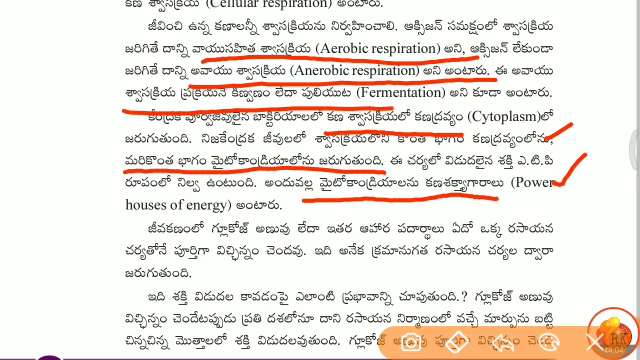 కణ శ్వాసక్రియ (Cellular respiration) అంటారు.
జీవించి ఉన్న కణాలన్నీ శ్వాసక్రియను నిర్వహించాలి. ఆక్సిజన్ సమక్షంలో శ్వాసక్రియ
జరిగితే దాన్ని వాయుసహిత శ్వాసక్రియ (Aerobic respiration) అని, ఆక్సిజన్ లేకుండా
జరిగితే దాన్ని అవాయు శ్వాసక్రియ (Anerobic respiration) అని అంటారు. ఈ అవాయు
శ్వాసక్రియ ప్రక్రియనే కిణ్వణం లేదా పులియుట (Fermentation) అని కూడా అంటారు.
కేంద్రక పూర్వజీవులైన బాక్టీరియాలలో కణ శ్వాసక్రియలో కణద్రవ్యం (Cytoplasm)లో
జరుగుతుంది. నిజకేంద్రక జీవులలో శ్వాసక్రియలోని కొంత భాగం కణద్రవ్యంలోను,
మరికొంత భాగం మైటోకాండ్రియాలోను జరుగుతుంది. ఈ చర్యలో విడుదలైన శక్తి ఎ.టి.పి
రూపంలో నిల్వ ఉంటుంది. అందువల్ల మైటోకాండ్రియాలను కణశక్త్యాగారాలు (Power
houses of energy) అంటారు.
జీవకణంలో గ్లూకోజ్ అణువు లేదా ఇతర ఆహార పదార్థాలు ఏదో ఒక్క రసాయన
చర్యతోనే పూర్తిగా విచ్ఛిన్నం చెందవు. ఇది అనేక క్రమానుగత రసాయన చర్యల ద్వారా
జరుగుతుంది.
ఇది శక్తి విడుదల కావడంపై ఎలాంటి ప్రభావాన్ని చూపుతుంది.? గ్లూకోజ్ అణువు
విచ్ఛిన్నం చెందేటప్పుడు ప్రతి దశలోనూ దాని రసాయన నిర్మాణంలో వచ్చే మార్పును బట్టి
చిన్నచిన్న మొత్తాలలో శక్తి విడుదలవుతుంది. గ్లూకోజ్ అణువు పూర్తిగా విచ్ఛిన్నం చెంది